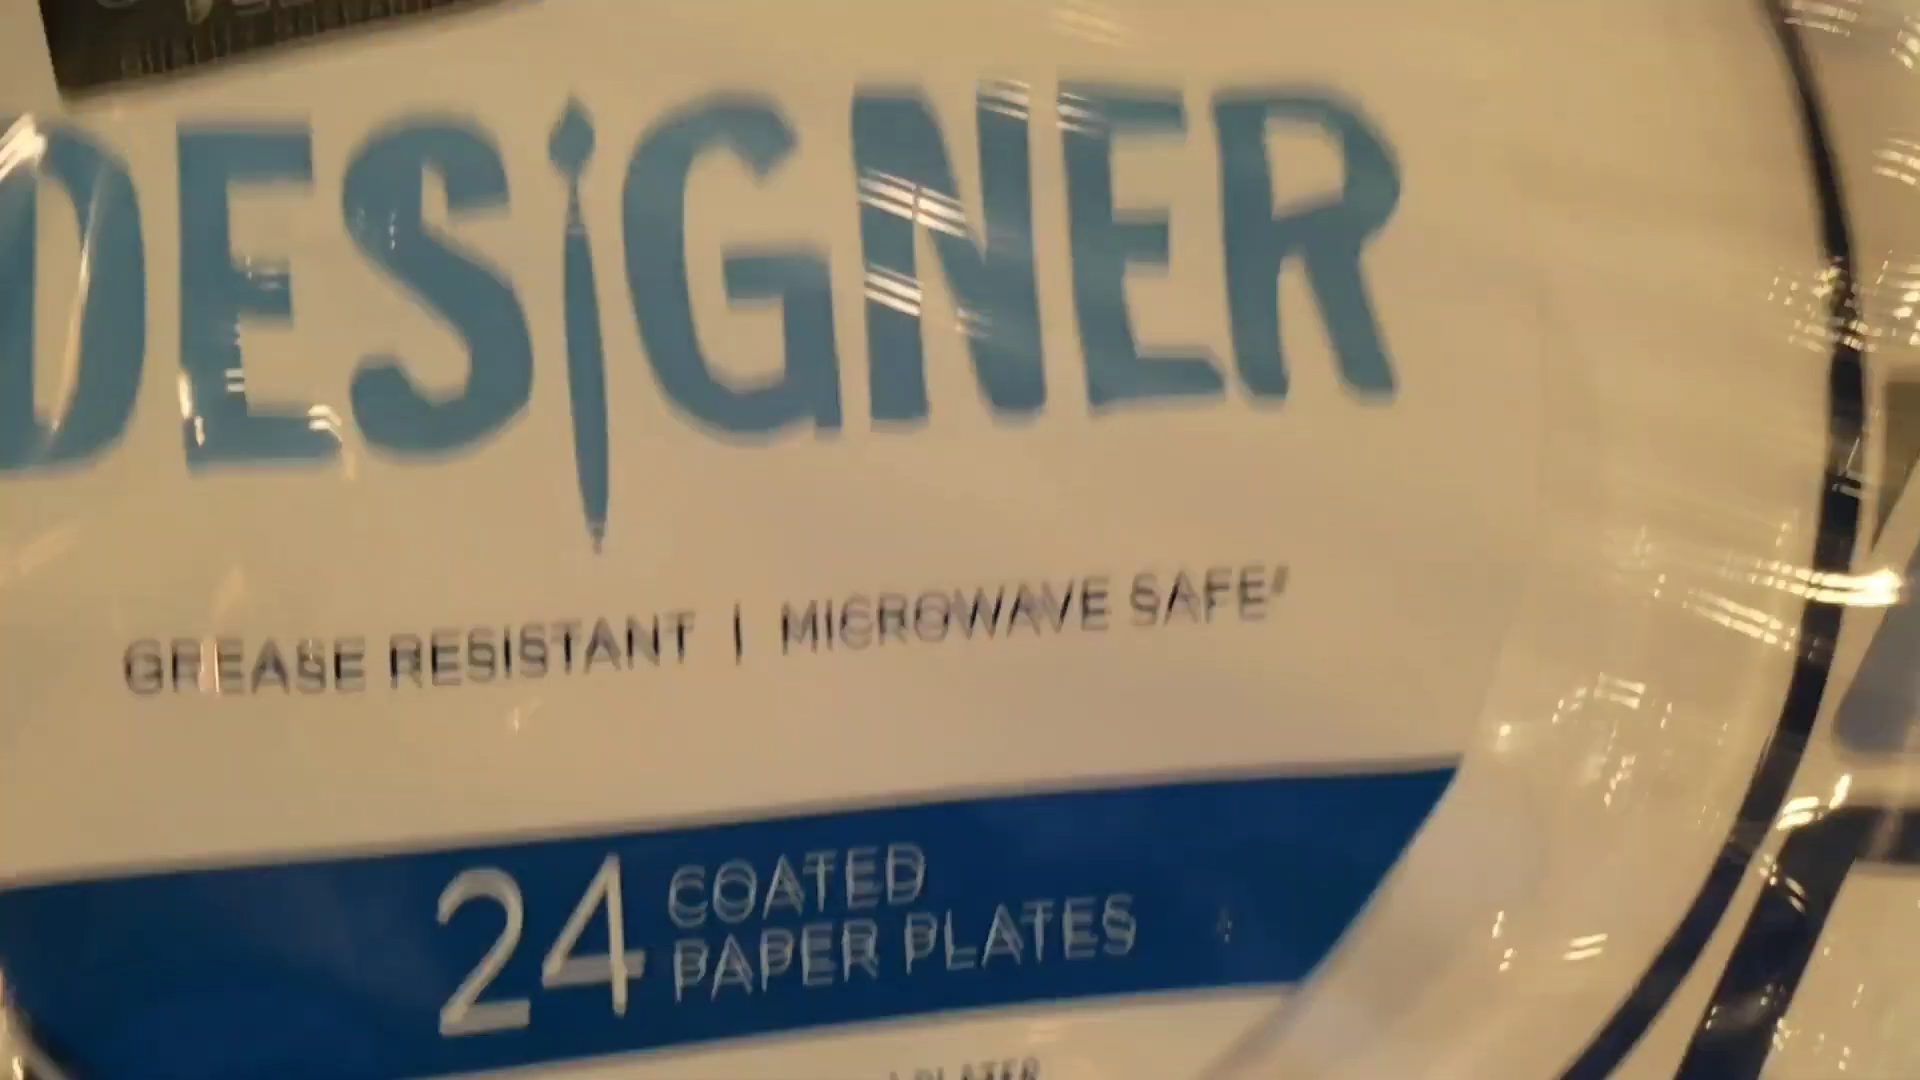 DESIGNER
GREASE RESISTANT | MICROWAVE SAFE
24 COATED
PAPER PLATES